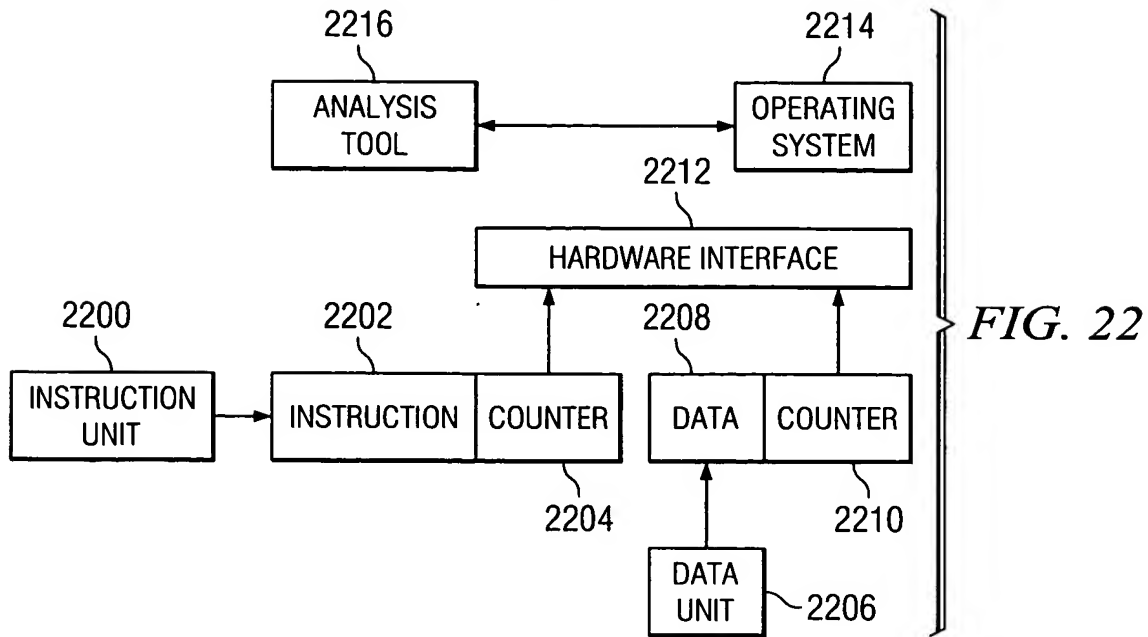 2216
2214
ANALYSIS
TOOL
OPERATING
SYSTEM
2212
HARDWARE INTERFACE
2200
2202
2208
FIG. 22
INSTRUCTION
UNIT
INSTRUCTION
COUNTER
DATA
COUNTER
2204
2210
DATA
UNIT
2206